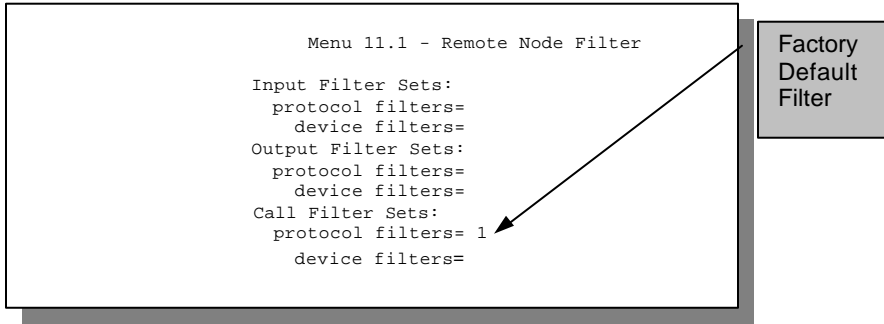 Menu 11.1 - Remote Node Filter
Input Filter Sets:
protocol filters=
device filters=
Output Filter Sets:
protocol filters=
device filters=
Call Filter Sets:
protocol filters= 1
device filters=
Factory
Default
Filter